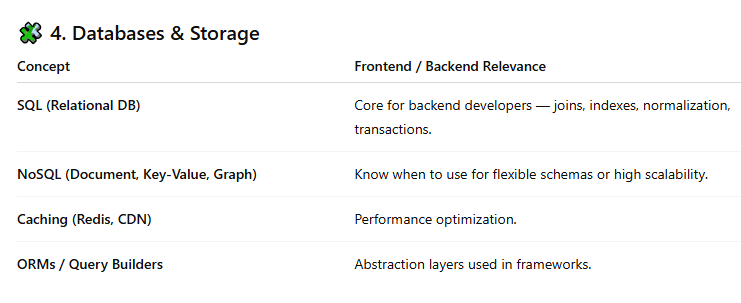 4. Databases & Storage
Concept
Frontend / Backend Relevance
SQL (Relational DB)
Core for backend developers — joins, indexes, normalization,
transactions.
NoSQL (Document, Key-Value, Graph)
Know when to use for flexible schemas or high scalability.
Caching (Redis, CDN)
Performance optimization.
ORMs / Query Builders
Abstraction layers used in frameworks.